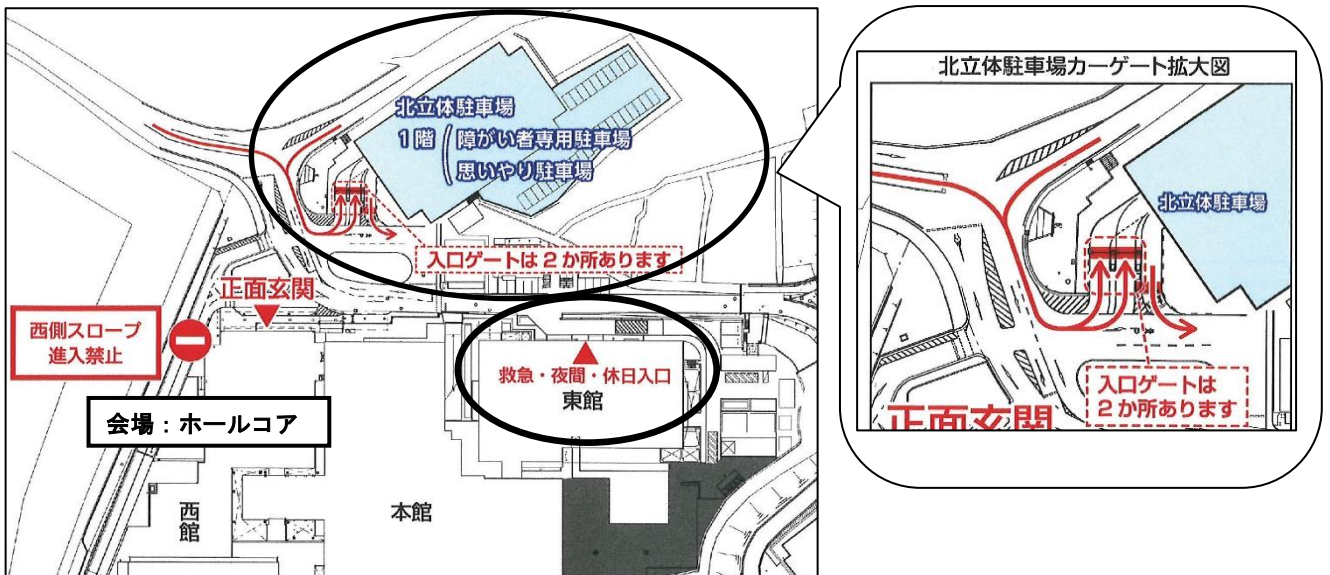 北立体駐車場
1階
障がい者専用駐車場
思いやり駐車場
入口ゲートは2か所あります
正面玄関
西側スロープ
進入禁止
会場：ホールコア
救急・夜間・休日入口
東館
西館
本館
北立体駐車場カーゲート拡大図
北立体駐車場
入口ゲートは
2か所あります
正面玄関